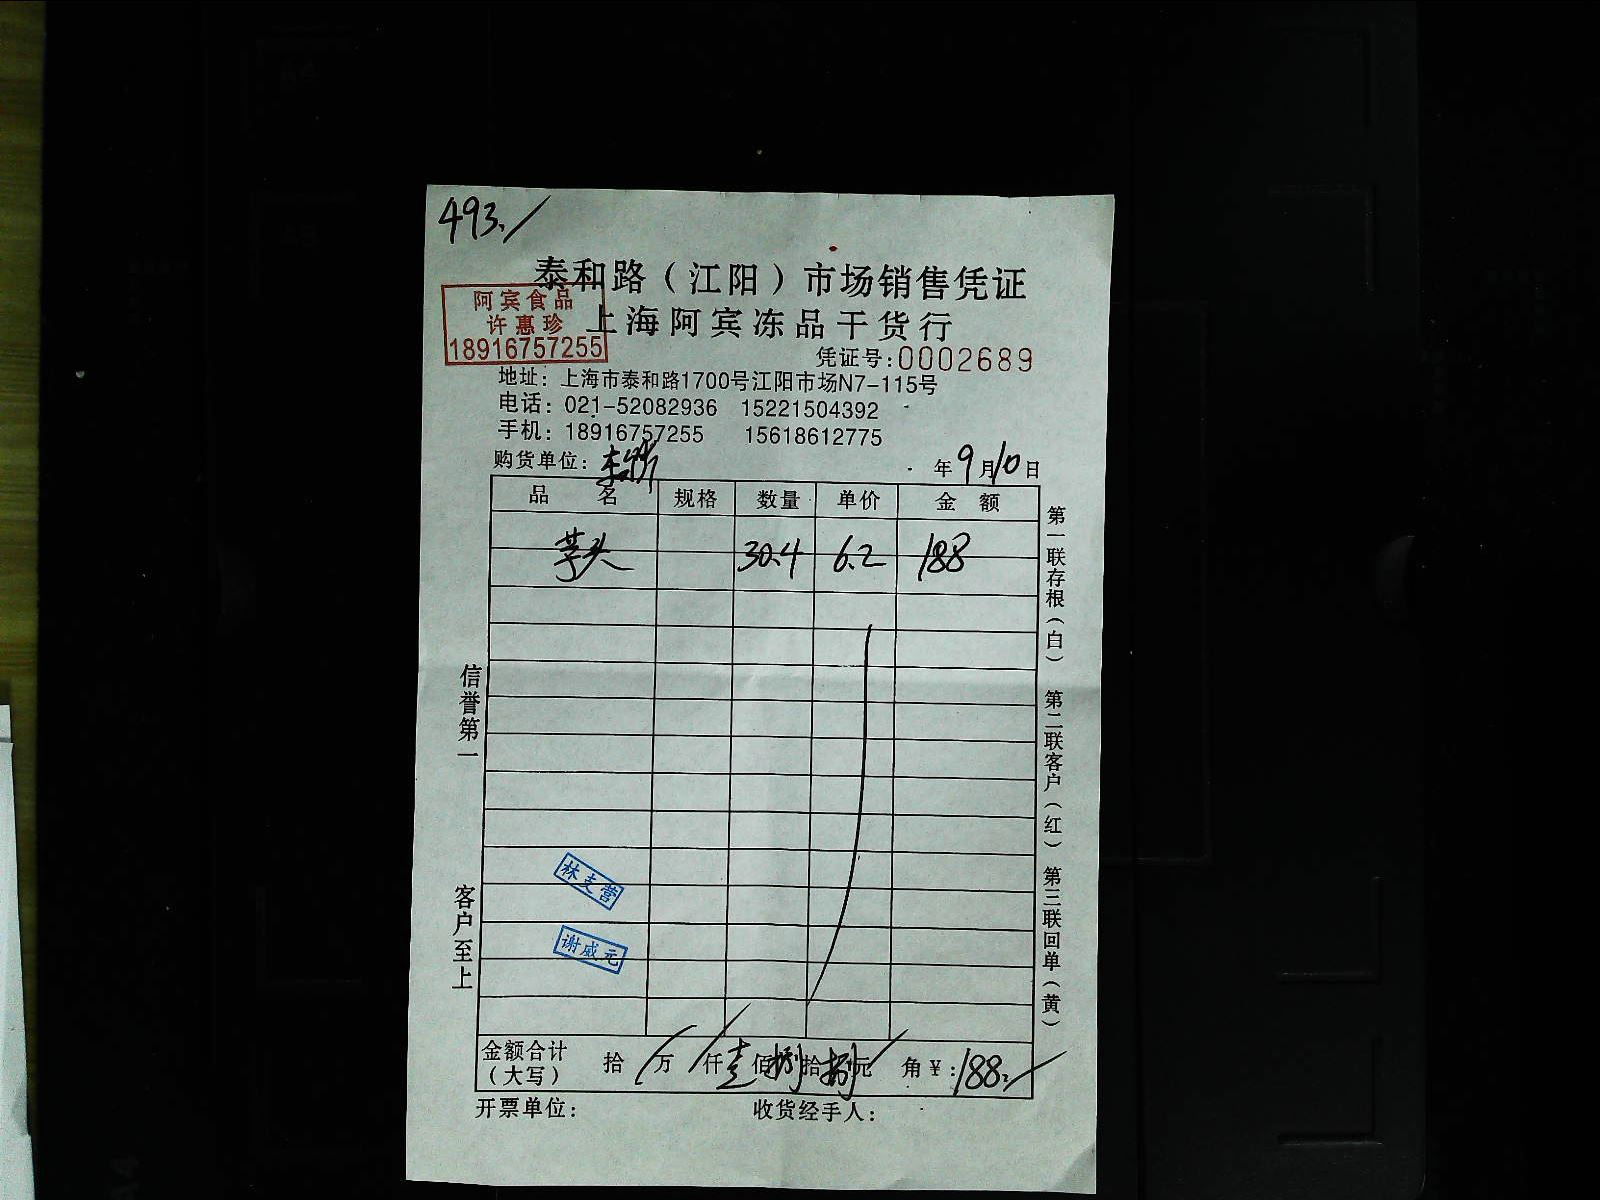 493./
泰和路（江阳）市场销售凭证
阿宾食品
许惠珍
18916757255
上海阿宾冻品干货行
凭证号:0002689
地址：上海市泰和路1700号江阳市场N7-115号
电话：021-52082936 15221504392
手机：18916757255 15618612775
购货单位：
年9月10日
品名 规格 数量 单价 金额
芋头 30.4 6.2 188
信誉第一
客户至上
第一联存根（白） 第二联客户（红） 第三联回单（黄）
林支营
谢威元
金额合计（大写） 拾/万/仟壹佰捌拾捌元/角￥:188./
开票单位： 收货经手人：